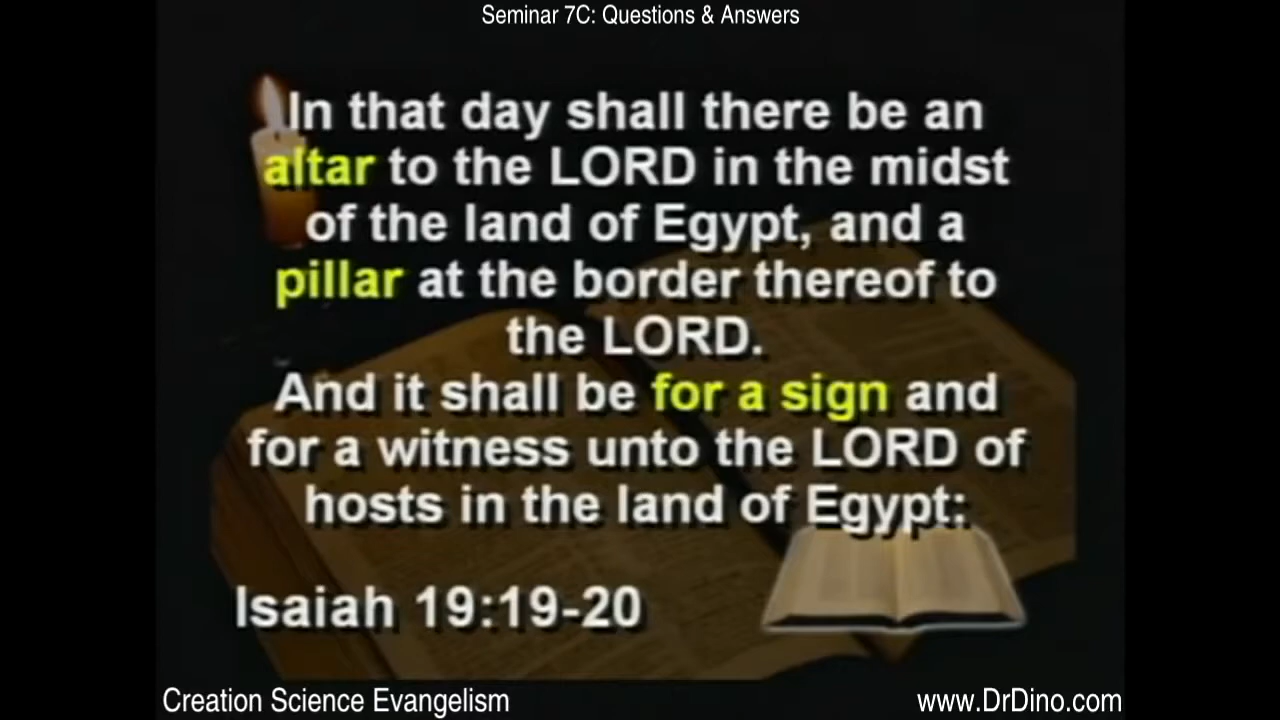 Seminar 7C: Questions & Answers
In that day shall there be an
altar to the LORD in the midst
of the land of Egypt, and a
pillar at the border thereof to
the LORD.
And it shall be for a sign and
for a witness unto the LORD of
hosts in the land of Egypt:
Isaiah 19:19-20
Creation Science Evangelism
www.DrDino.com